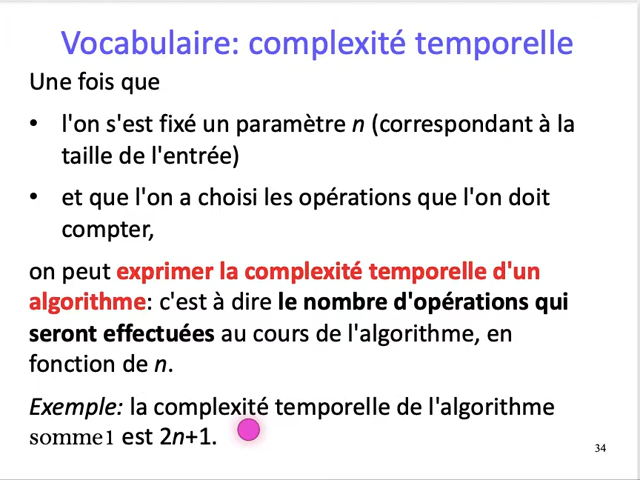 Vocabulaire: complexité temporelle
Une fois que
• l'on s'est fixé un paramètre n (correspondant à la
taille de l'entrée)
• et que l'on a choisi les opérations que l'on doit
compter,
on peut exprimer la complexité temporelle d'un
algorithme: c'est à dire le nombre d'opérations qui
seront effectuées au cours de l'algorithme, en
fonction de n.
Exemple: la complexité temporelle de l'algorithme
somme1 est 2n+1.
34